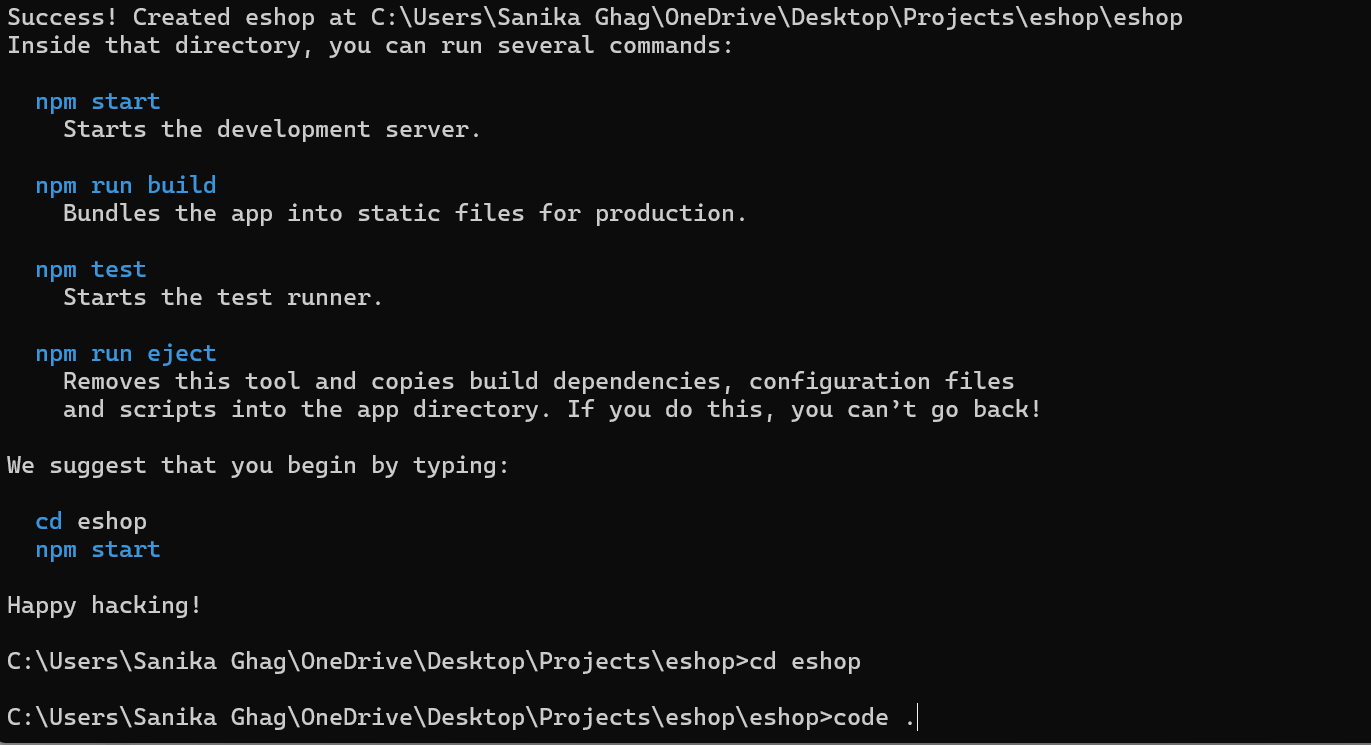 Success! Created eshop at C:\Users\Sanika Ghag\OneDrive\Desktop\Projects\eshop\eshop
Inside that directory, you can run several commands:
npm start
Starts the development server.
npm run build
Bundles the app into static files for production.
npm test
Starts the test runner.
npm run eject
Removes this tool and copies build dependencies, configuration files
and scripts into the app directory. If you do this, you can’t go back!
We suggest that you begin by typing:
cd eshop
npm start
Happy hacking!
C:\Users\Sanika Ghag\OneDrive\Desktop\Projects\eshop>cd eshop
C:\Users\Sanika Ghag\OneDrive\Desktop\Projects\eshop\eshop>code .